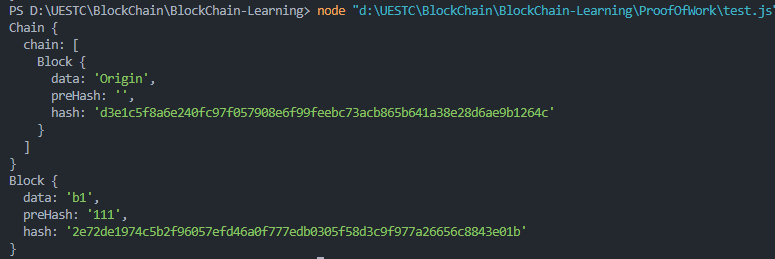 PS D:\UESTC\BlockChain\BlockChain-Learning> node "d:\UESTC\BlockChain\BlockChain-Learning\ProofOfWork\test.js"
Chain {
  chain: [
    Block {
      data: 'Origin',
      preHash: '',
      hash: 'd3e1c5f8a6e240fc97f057908e6f99feebc73acb865b641a38e28d6ae9b1264c'
    }
  ]
}
Block {
  data: 'b1',
  preHash: '111',
  hash: '2e72de1974c5b2f96057efd46a0f777edb0305f58d3c9f977a26656c8843e01b'
}